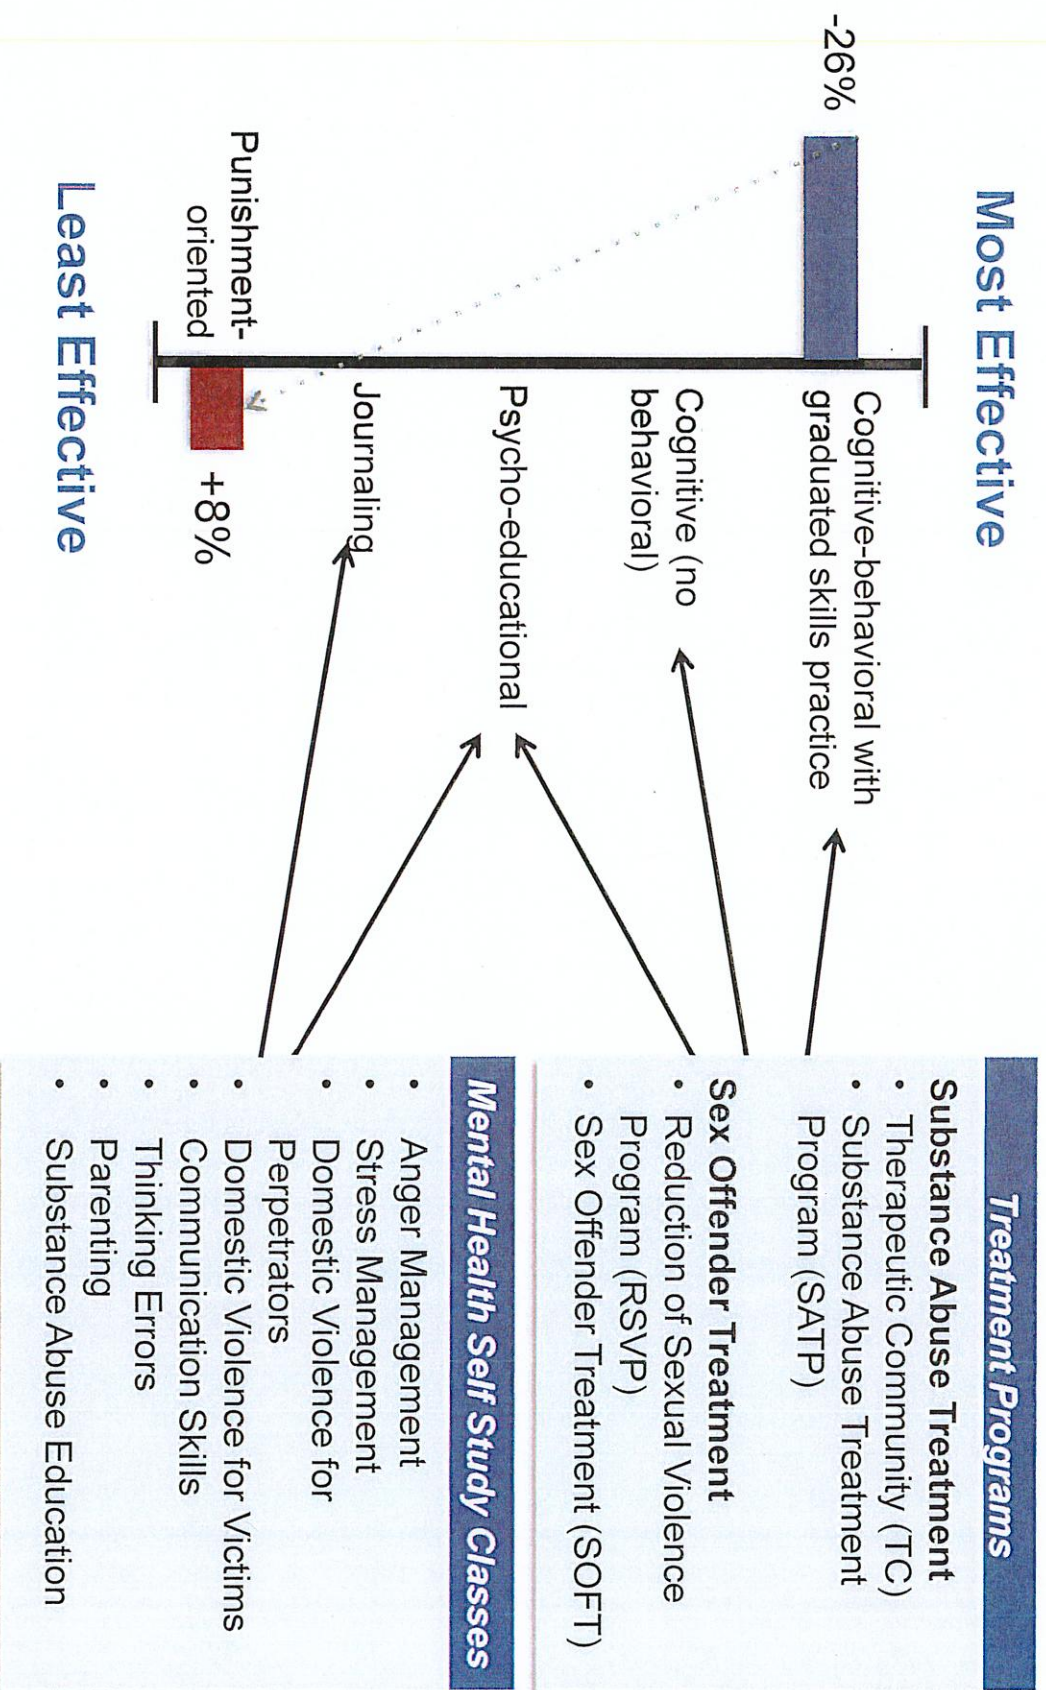 Most Effective
-26%
Cognitive-behavioral with
graduated skills practice
Cognitive (no
behavioral)
Psycho-educational
Journaling
Punishment-
oriented
+8%
Least Effective
Treatment Programs
Substance Abuse Treatment
• Therapeutic Community (TC)
• Substance Abuse Treatment
Program (SATP)
Sex Offender Treatment
• Reduction of Sexual Violence
Program (RSVP)
• Sex Offender Treatment (SOFT)
Mental Health Self Study Classes
• Anger Management
• Stress Management
• Domestic Violence for
Perpetrators
• Domestic Violence for Victims
• Communication Skills
• Thinking Errors
• Parenting
• Substance Abuse Education